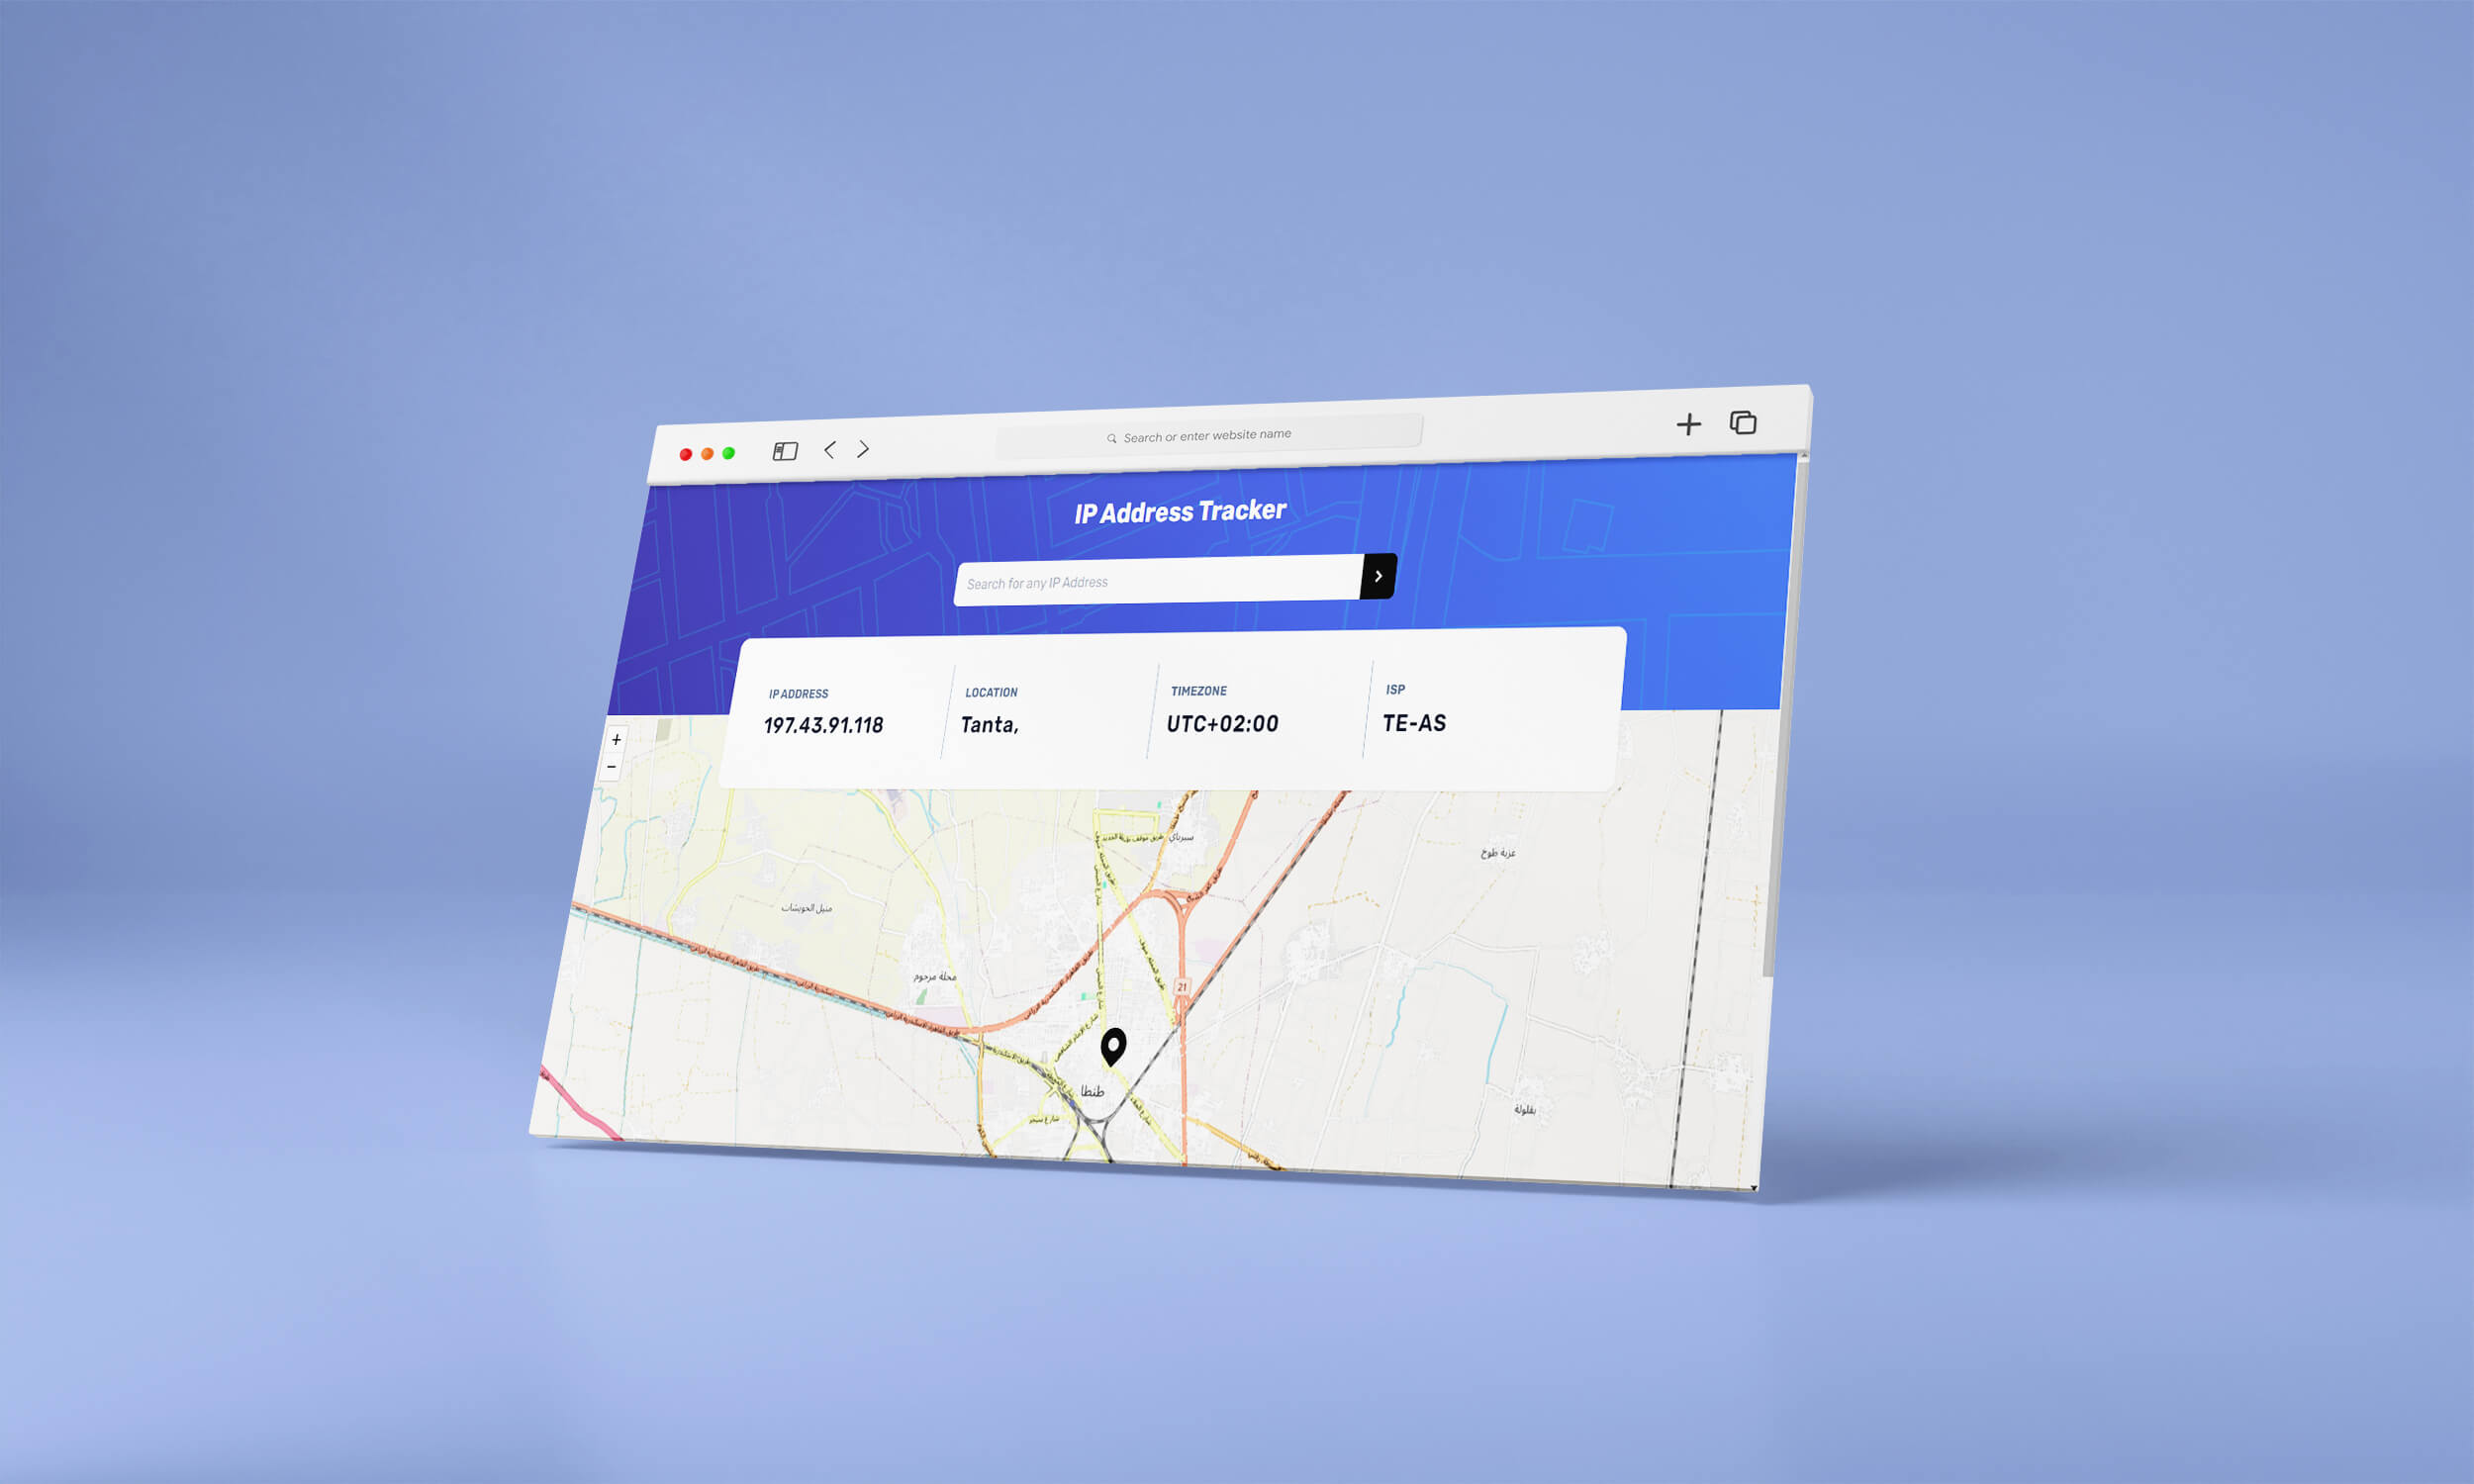 Search or enter website name
IP Address Tracker
Search for any IP Address
IP ADDRESS
197.43.91.118
LOCATION
Tanta,
TIMEZONE
UTC+02:00
ISP
TE-AS
+
−
سبرباي
عزبة طوخ
منيل الحويشات
محلة مرحوم
21
طنطا
شارع سيجر
بقلولة